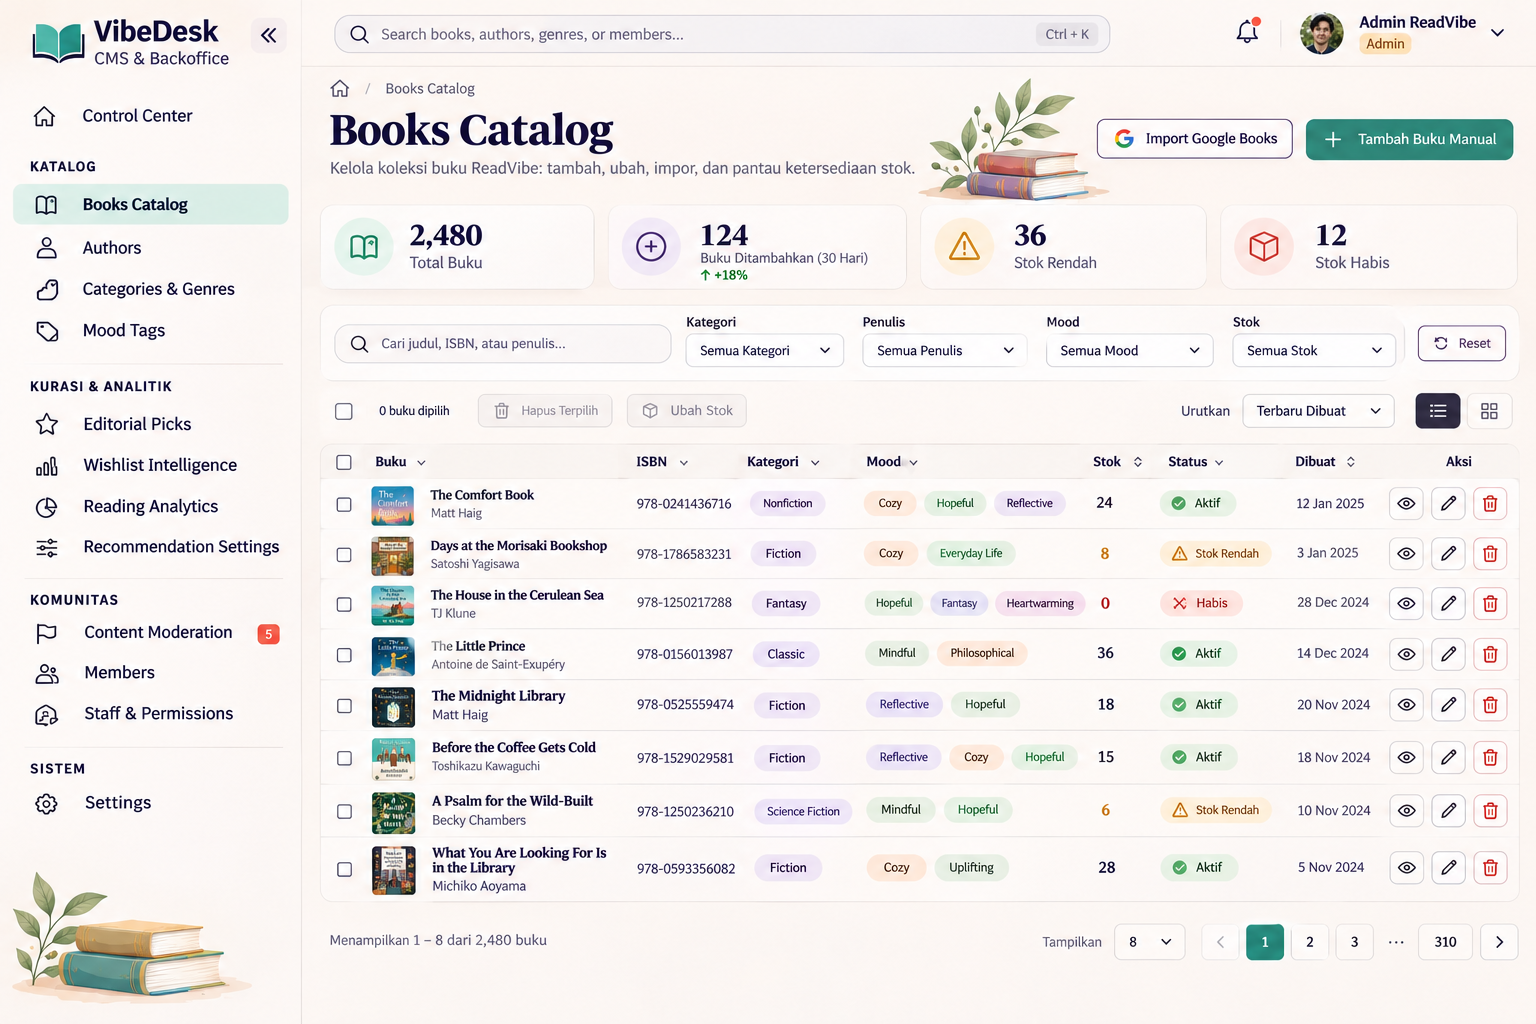 VibeDesk
CMS & Backoffice
Control Center
KATALOG
Books Catalog
Authors
Categories & Genres
Mood Tags
KURASI & ANALITIK
Editorial Picks
Wishlist Intelligence
Reading Analytics
Recommendation Settings
KOMUNITAS
Content Moderation 5
Members
Staff & Permissions
SISTEM
Settings
Search books, authors, genres, or members... Ctrl + K
Admin ReadVibe
Admin
/ Books Catalog
Books Catalog
Kelola koleksi buku ReadVibe: tambah, ubah, impor, dan pantau ketersediaan stok.
Import Google Books
Tambah Buku Manual
2,480
Total Buku
124
Buku Ditambahkan (30 Hari)
↑ +18%
36
Stok Rendah
12
Stok Habis
Cari judul, ISBN, atau penulis...
Kategori
Semua Kategori
Penulis
Semua Penulis
Mood
Semua Mood
Stok
Semua Stok
Reset
0 buku dipilih Hapus Terpilih Ubah Stok Urutkan Terbaru Dibuat
Buku ISBN Kategori Mood Stok Status Dibuat Aksi
The Comfort Book
Matt Haig
978-0241436716 Nonfiction Cozy Hopeful Reflective 24 Aktif 12 Jan 2025
Days at the Morisaki Bookshop
Satoshi Yagisawa
978-1786583231 Fiction Cozy Everyday Life 8 Stok Rendah 3 Jan 2025
The House in the Cerulean Sea
TJ Klune
978-1250217288 Fantasy Hopeful Fantasy Heartwarming 0 Habis 28 Dec 2024
The Little Prince
Antoine de Saint-Exupéry
978-0156013987 Classic Mindful Philosophical 36 Aktif 14 Dec 2024
The Midnight Library
Matt Haig
978-0525559474 Fiction Reflective Hopeful 18 Aktif 20 Nov 2024
Before the Coffee Gets Cold
Toshikazu Kawaguchi
978-1529029581 Fiction Reflective Cozy Hopeful 15 Aktif 18 Nov 2024
A Psalm for the Wild-Built
Becky Chambers
978-1250236210 Science Fiction Mindful Hopeful 6 Stok Rendah 10 Nov 2024
What You Are Looking For Is
in the Library
Michiko Aoyama
978-0593356082 Fiction Cozy Uplifting 28 Aktif 5 Nov 2024
Menampilkan 1 – 8 dari 2,480 buku
Tampilkan 8 1 2 3 ... 310